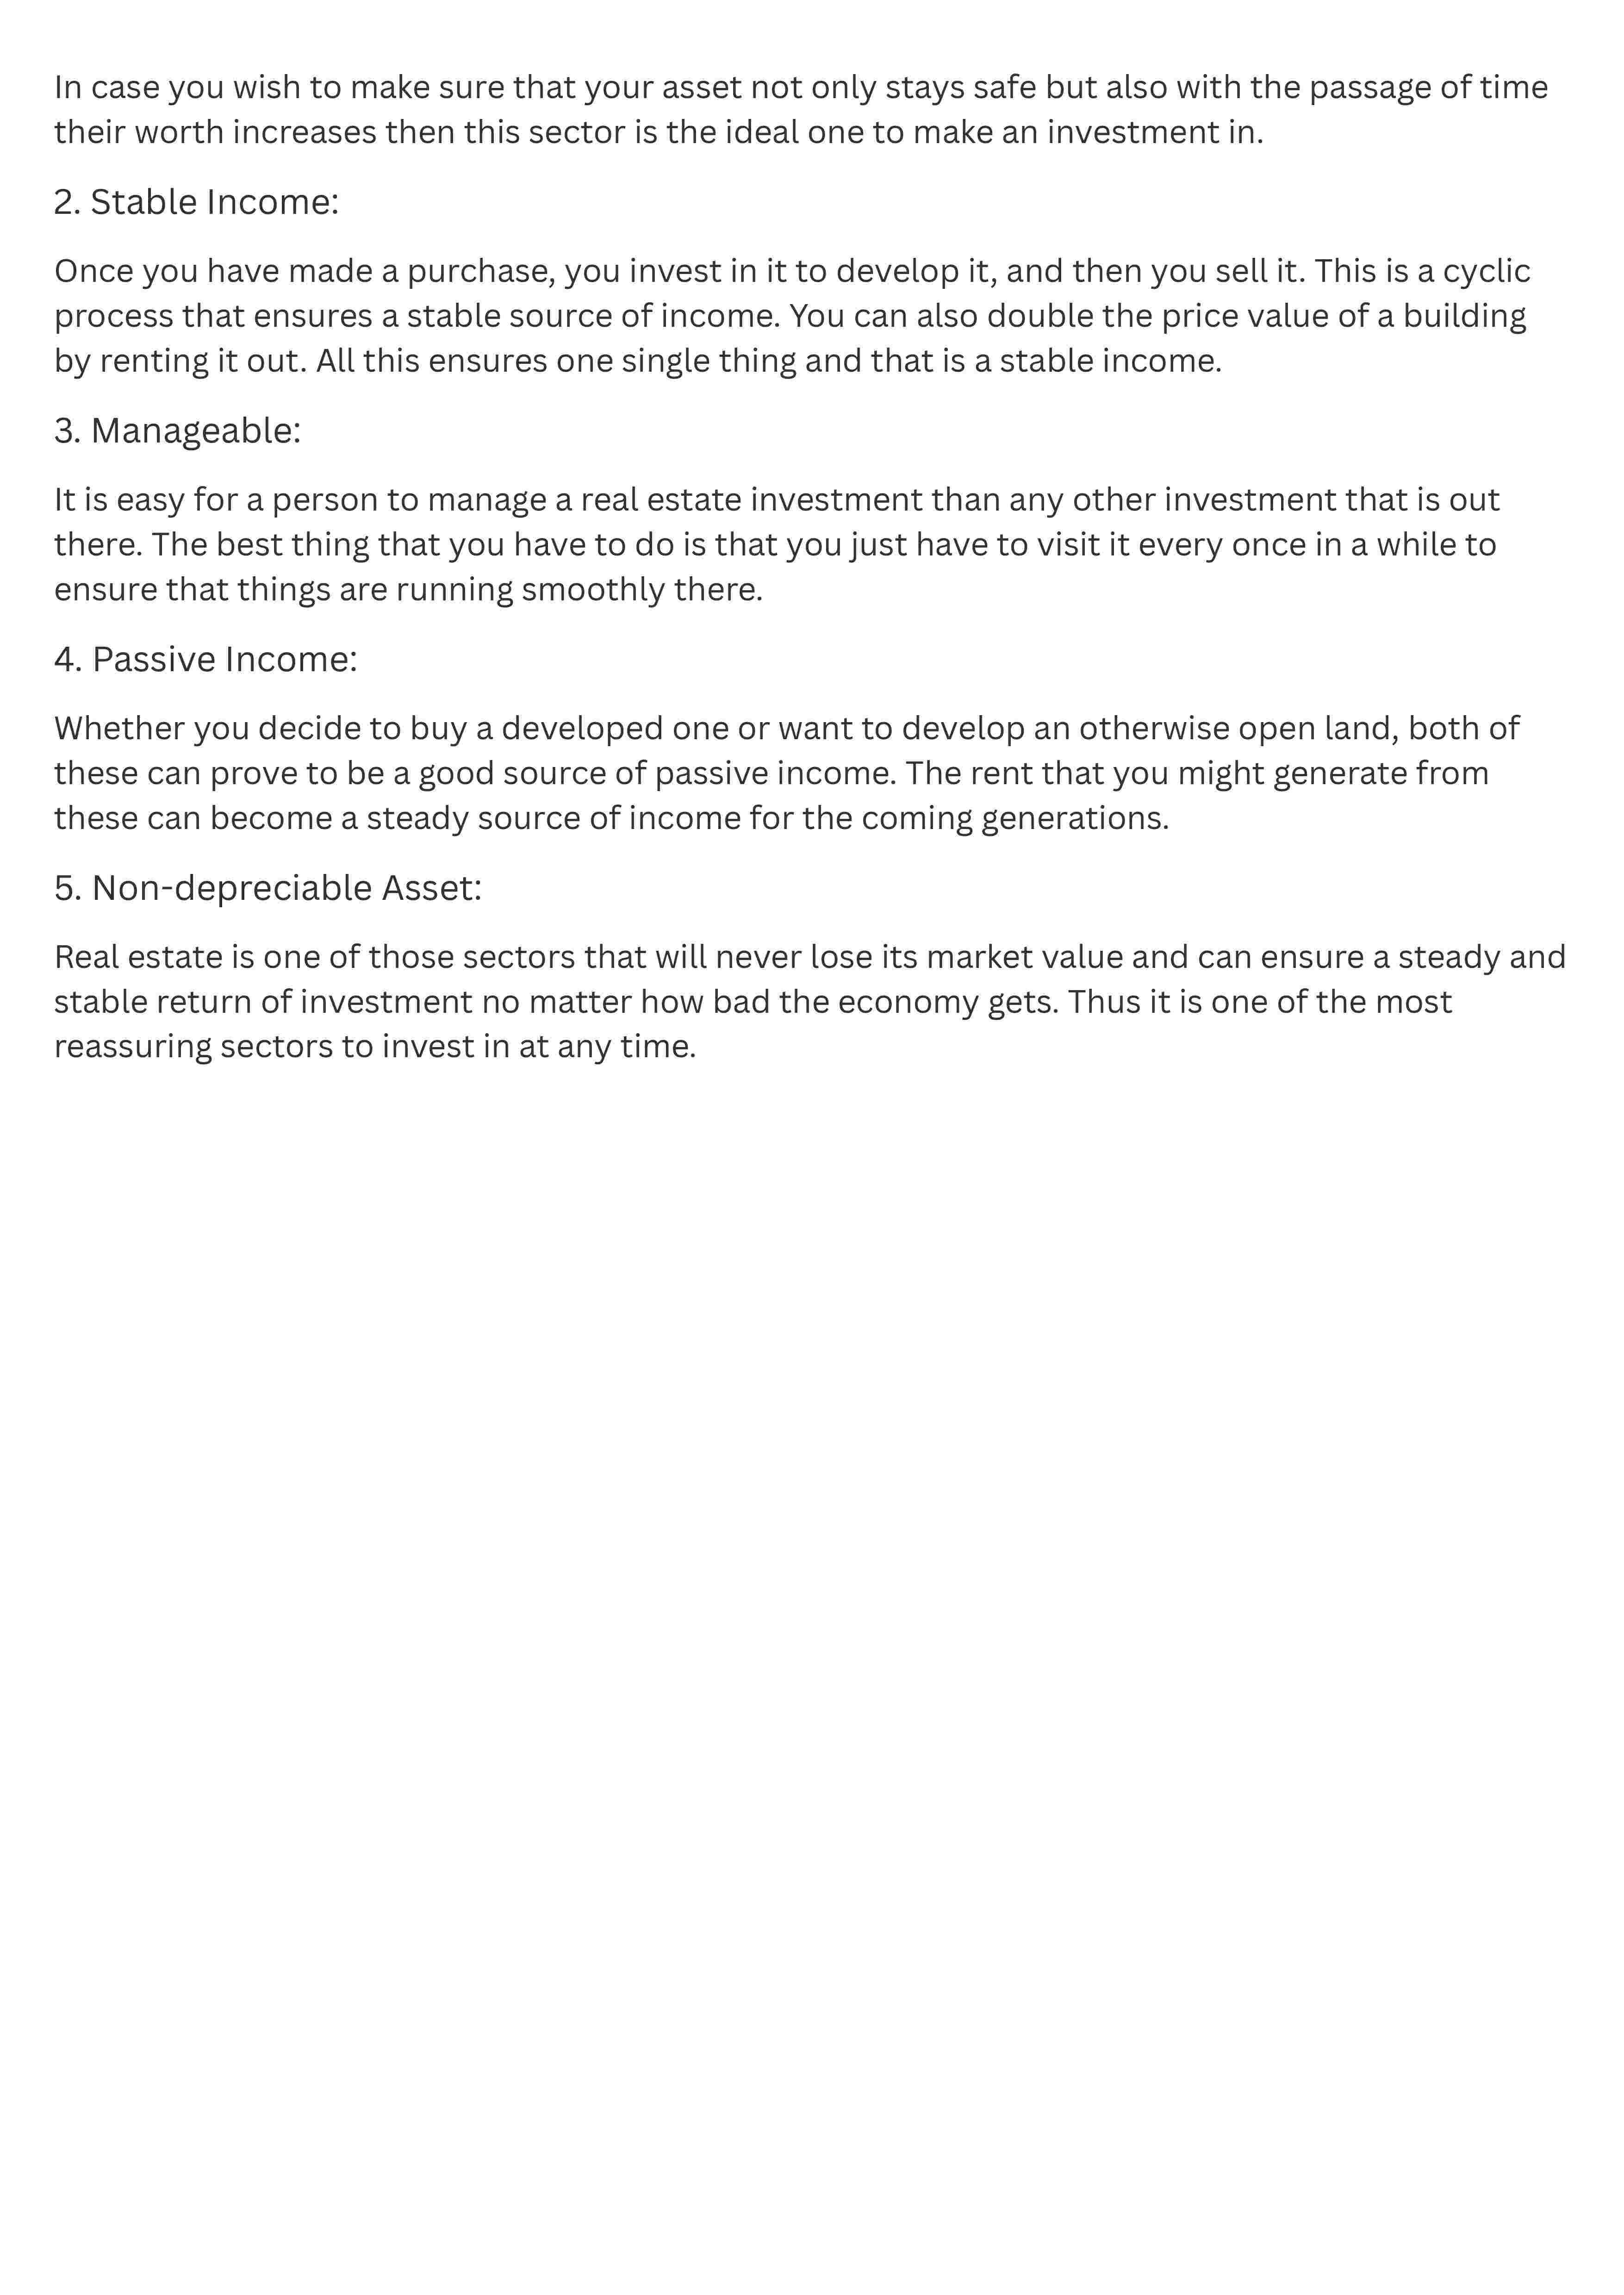 In case you wish to make sure that your asset not only stays safe but also with the passage of time
their worth increases then this sector is the ideal one to make an investment in.
2. Stable Income:
Once you have made a purchase, you invest in it to develop it, and then you sell it. This is a cyclic
process that ensures a stable source of income. You can also double the price value of a building
by renting it out. All this ensures one single thing and that is a stable income.
3. Manageable:
It is easy for a person to manage a real estate investment than any other investment that is out
there. The best thing that you have to do is that you just have to visit it every once in a while to
ensure that things are running smoothly there.
4. Passive Income:
Whether you decide to buy a developed one or want to develop an otherwise open land, both of
these can prove to be a good source of passive income. The rent that you might generate from
these can become a steady source of income for the coming generations.
5. Non-depreciable Asset:
Real estate is one of those sectors that will never lose its market value and can ensure a steady and
stable return of investment no matter how bad the economy gets. Thus it is one of the most
reassuring sectors to invest in at any time.